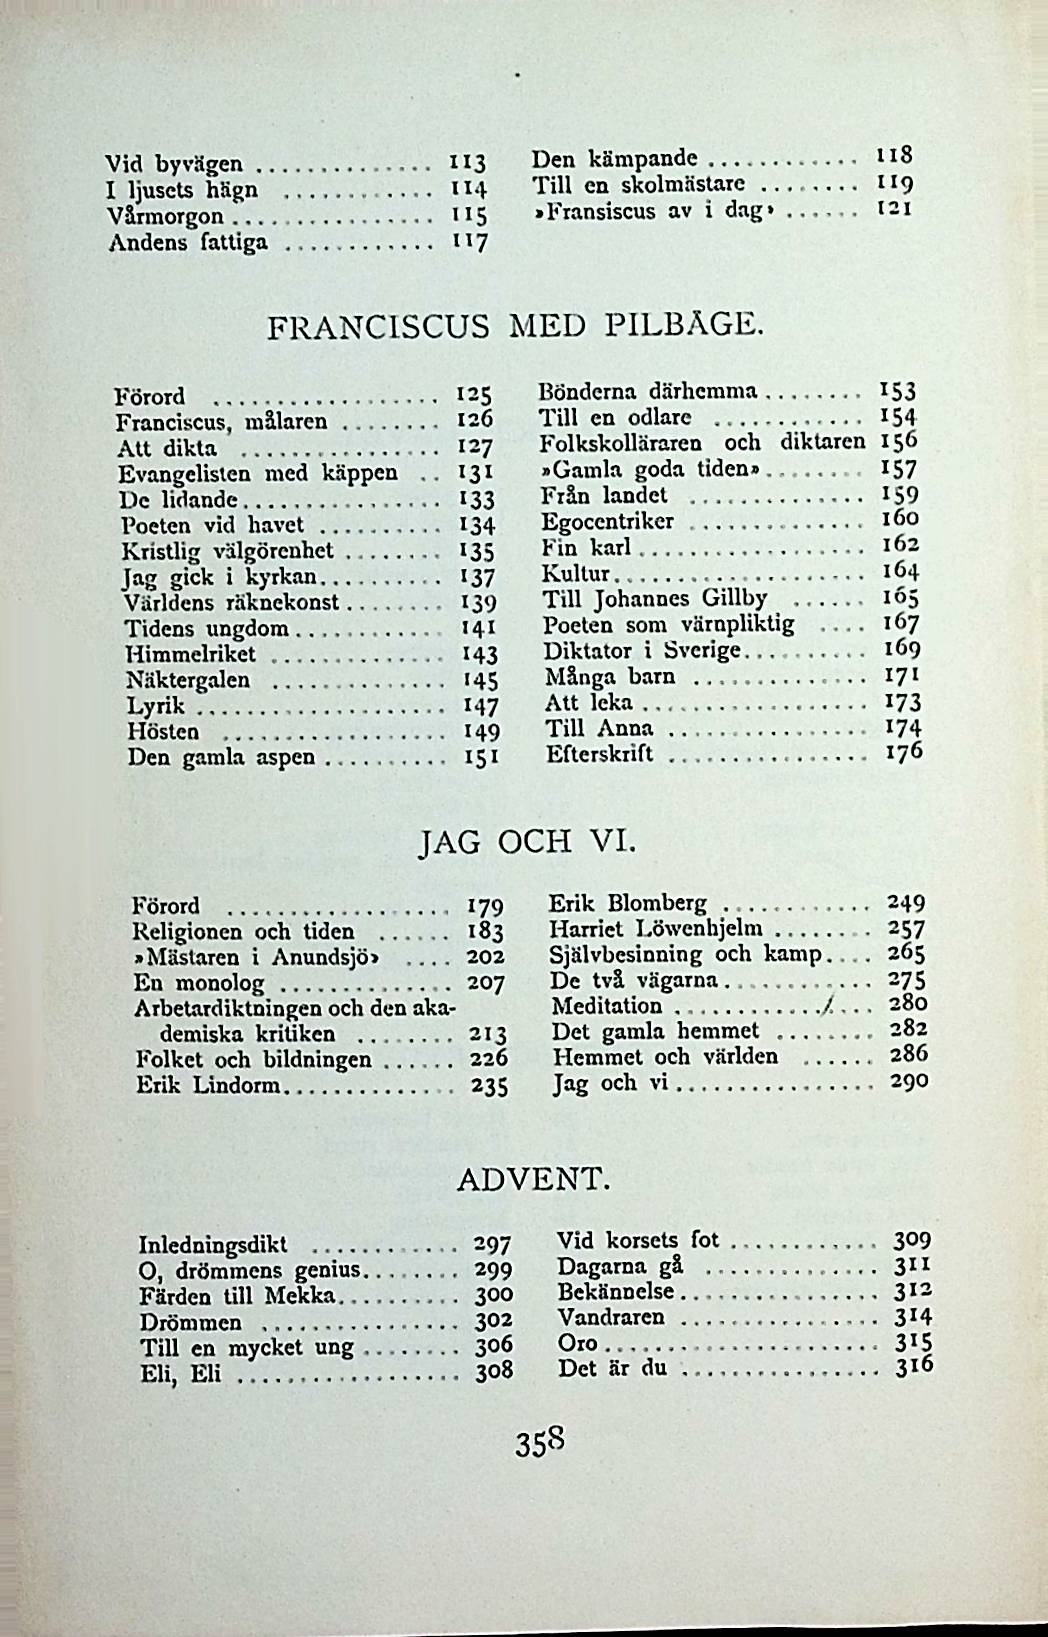 Vid byvägen .............. 113
I ljusets hägn ............ 114
Vårmorgon ................ 115
Andens fattiga ............ 117
Den kämpande ............ 118
Till en skolmästare ........ 119
»Fransiscus av i dag» ...... 121
FRANCISCUS MED PILBÅGE.
Förord .................. 125
Franciscus, målaren ........ 126
Att dikta ................ 127
Evangelisten med käppen .. 131
De lidande ................ 133
Poeten vid havet .......... 134
Kristlig välgörenhet ........ 135
Jag gick i kyrkan .......... 137
Världens räknekonst ........ 139
Tidens ungdom ............ 141
Himmelriket .............. 143
Näktergalen .............. 145
Lyrik .................... 147
Hösten .................. 149
Den gamla aspen .......... 151
Bönderna därhemma ........ 153
Till en odlare ............ 154
Folkskolläraren och diktaren 156
»Gamla goda tiden» ........ 157
Från landet .............. 159
Egocentriker .............. 160
Fin karl .................. 162
Kultur .................... 164
Till Johannes Gillby ...... 165
Poeten som värnpliktig .... 167
Diktator i Sverige .......... 169
Många barn .............. 171
Att leka .................. 173
Till Anna ................ 174
Efterskrift ................ 176
JAG OCH VI.
Förord .................. 179
Religionen och tiden ...... 183
»Mästaren i Anundsjö» .... 202
En monolog .............. 207
Arbetardiktningen och den aka-
demiska kritiken ........ 213
Folket och bildningen ...... 226
Erik Lindorm .............. 235
Erik Blomberg ............ 249
Harriet Löwenhjelm ........ 257
Självbesinning och kamp .... 265
De två vägarna ............ 275
Meditation ................ 280
Det gamla hemmet ........ 282
Hemmet och världen ...... 286
Jag och vi ................ 290
ADVENT.
Inledningsdikt ............ 297
O, drömmens genius ........ 299
Färden till Mekka .......... 300
Drömmen ................ 302
Till en mycket ung ........ 306
Eli, Eli .................. 308
Vid korsets fot ............ 309
Dagarna gå .............. 311
Bekännelse ................ 312
Vandraren ................ 314
Oro ...................... 315
Det är du ................ 316
358